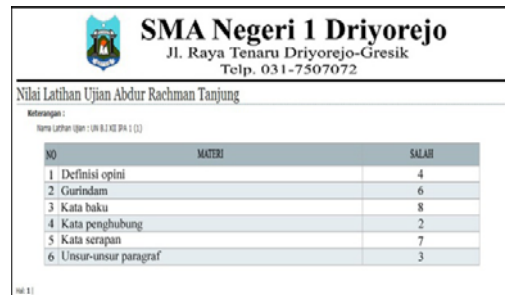 SMA Negeri 1 Driyorejo
Jl. Raya Tenaru Driyorejo-Gresik
Telp. 031-7507072
Nilai Latihan Ujian Abdur Rachman Tanjung
Keterangan :
Nama Latihan Ujian : UN B.I XII IPA 1 (1)
NO MATERI SALAH
1 Definisi opini 4
2 Gurindam 6
3 Kata baku 8
4 Kata penghubung 2
5 Kata serapan 7
6 Unsur-unsur paragraf 3
Hal. 1 |